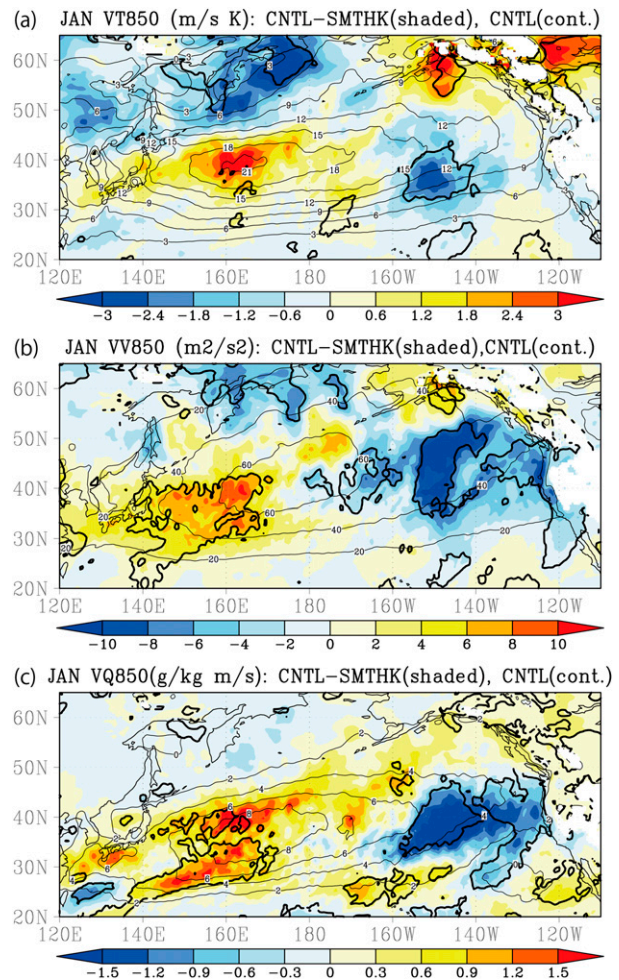 (a) JAN VT850 (m/s K): CNTL-SMTHK(shaded), CNTL(cont.)
60N
50N
40N
30N
20N
120E 140E 160E 180 160W 140W 120W
-3 -2.4 -1.8 -1.2 -0.6 0 0.6 1.2 1.8 2.4 3
(b) JAN VV850 (m2/s2): CNTL-SMTHK(shaded),CNTL(cont.)
60N
50N
40N
30N
20N
120E 140E 160E 180 160W 140W 120W
-10 -8 -6 -4 -2 0 2 4 6 8 10
(c) JAN VQ850(g/kg m/s): CNTL-SMTHK(shaded), CNTL(cont.)
60N
50N
40N
30N
20N
120E 140E 160E 180 160W 140W 120W
-1.5 -1.2 -0.9 -0.6 -0.3 0 0.3 0.6 0.9 1.2 1.5